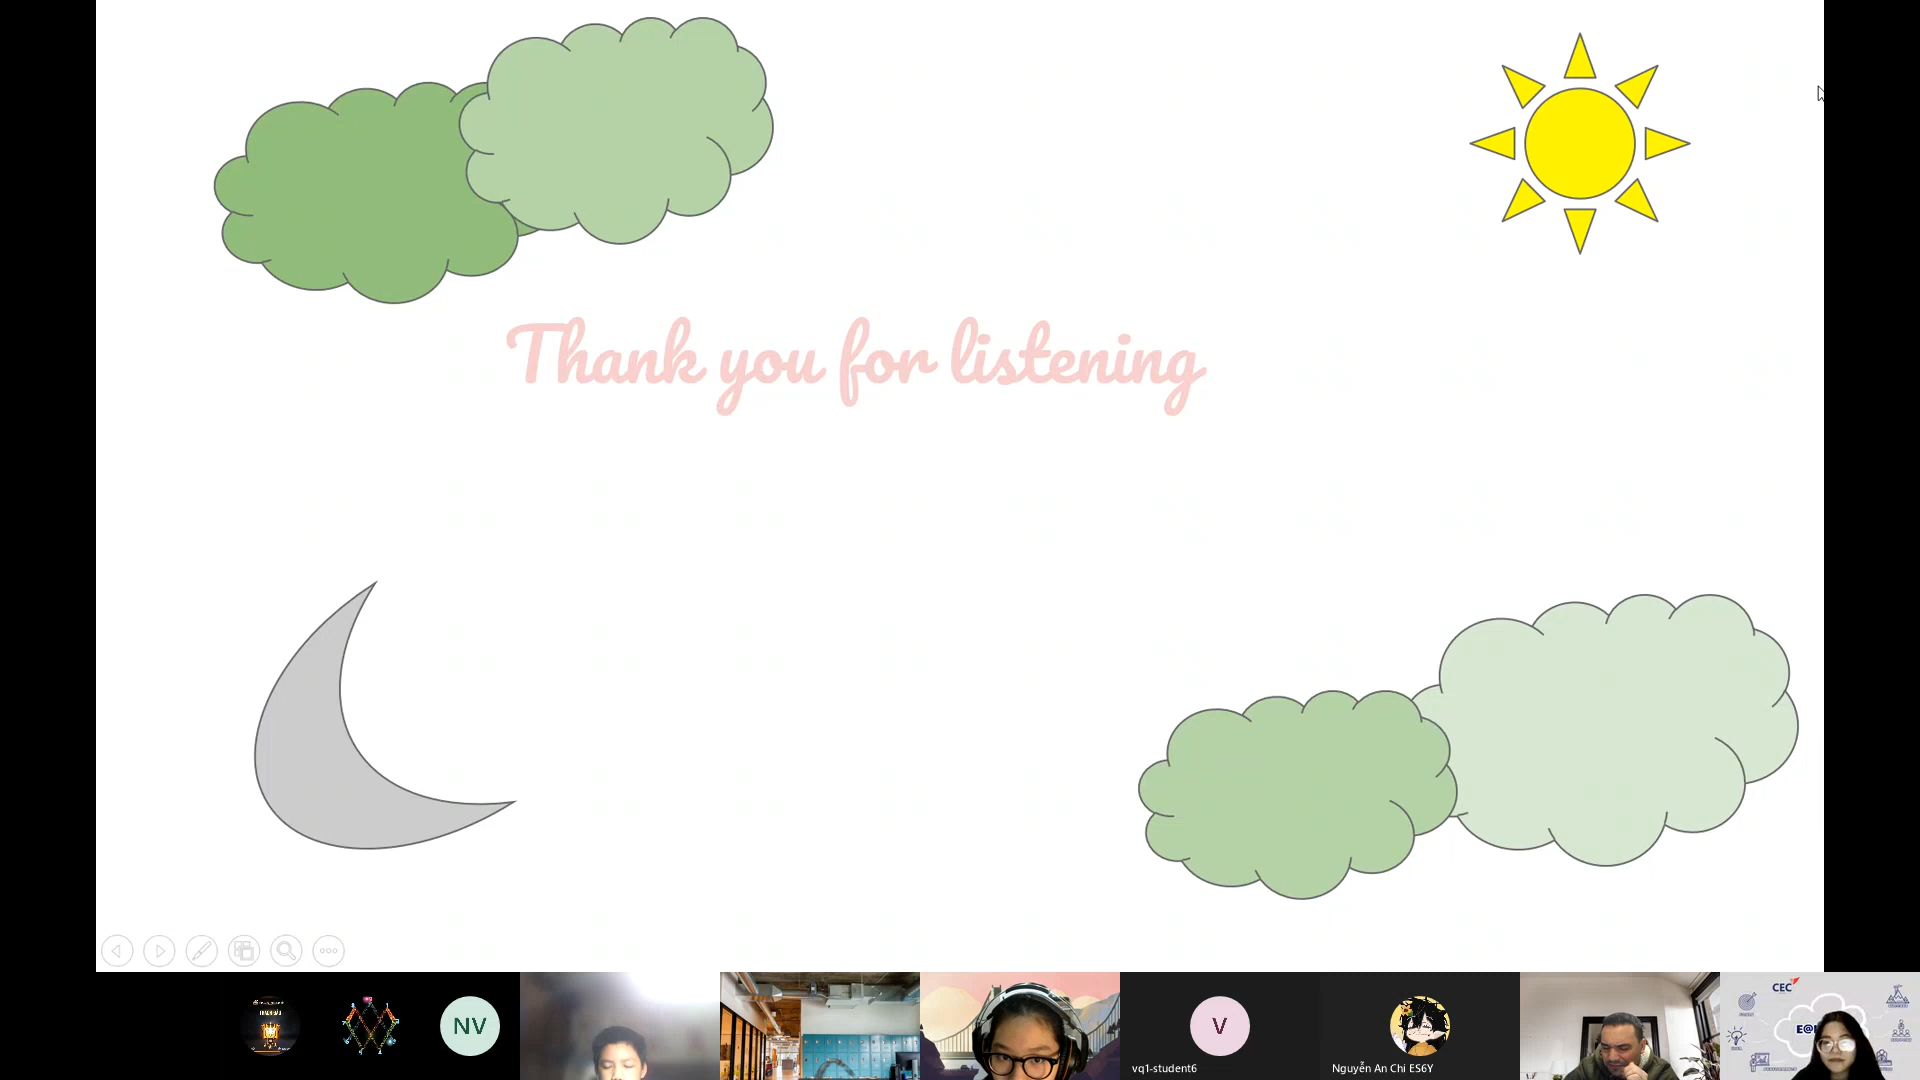 Thank you for listening
NV
V
vq1-student6
Nguyễn An Chi ES6Y
CEC